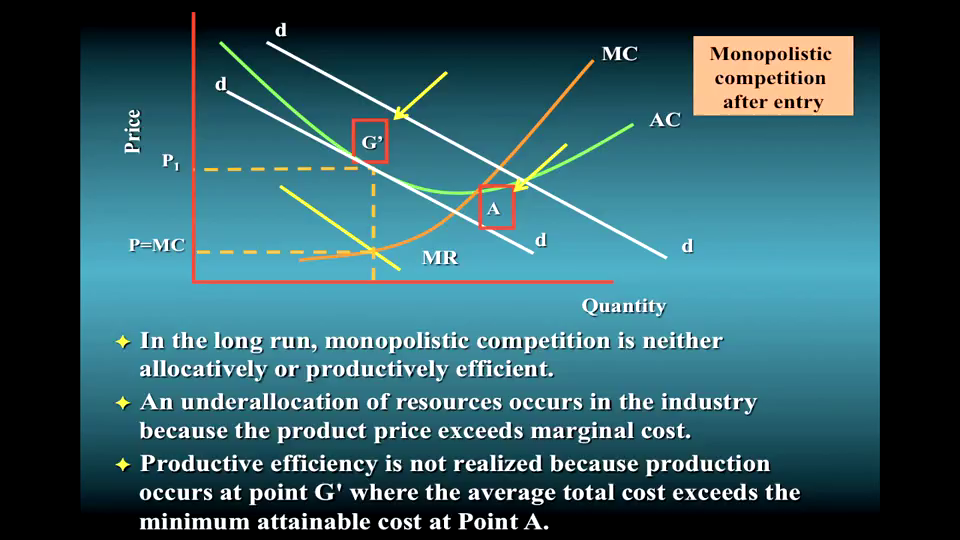 d
MC
Monopolistic
competition
after entry
d
AC
Price
G’
P1
A
P=MC
d
d
MR
Quantity
In the long run, monopolistic competition is neither
allocatively or productively efficient.
An underallocation of resources occurs in the industry
because the product price exceeds marginal cost.
Productive efficiency is not realized because production
occurs at point G' where the average total cost exceeds the
minimum attainable cost at Point A.